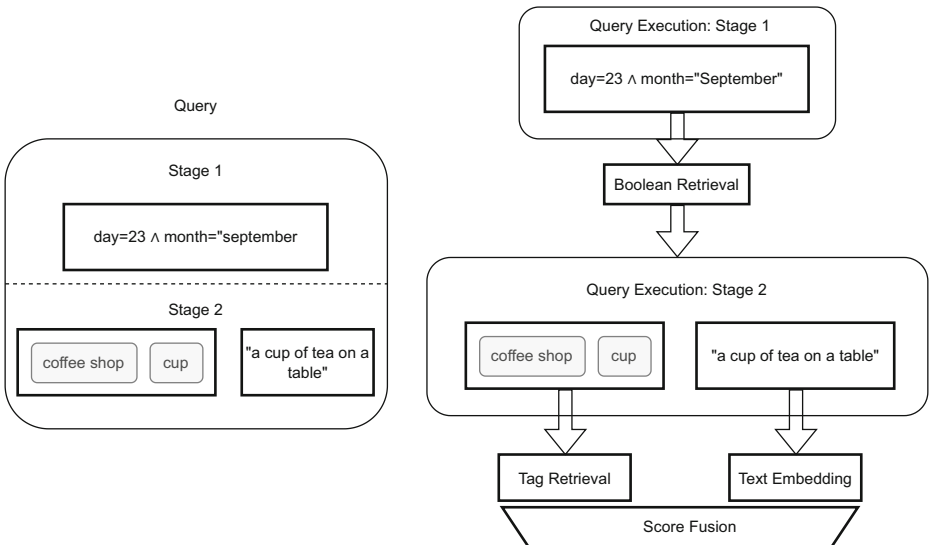 Query
Stage 1
day=23 ∧ month="september
Stage 2
coffee shop
cup
"a cup of tea on a
table"
Query Execution: Stage 1
day=23 ∧ month="September"
Boolean Retrieval
Query Execution: Stage 2
coffee shop
cup
"a cup of tea on a table"
Tag Retrieval
Text Embedding
Score Fusion